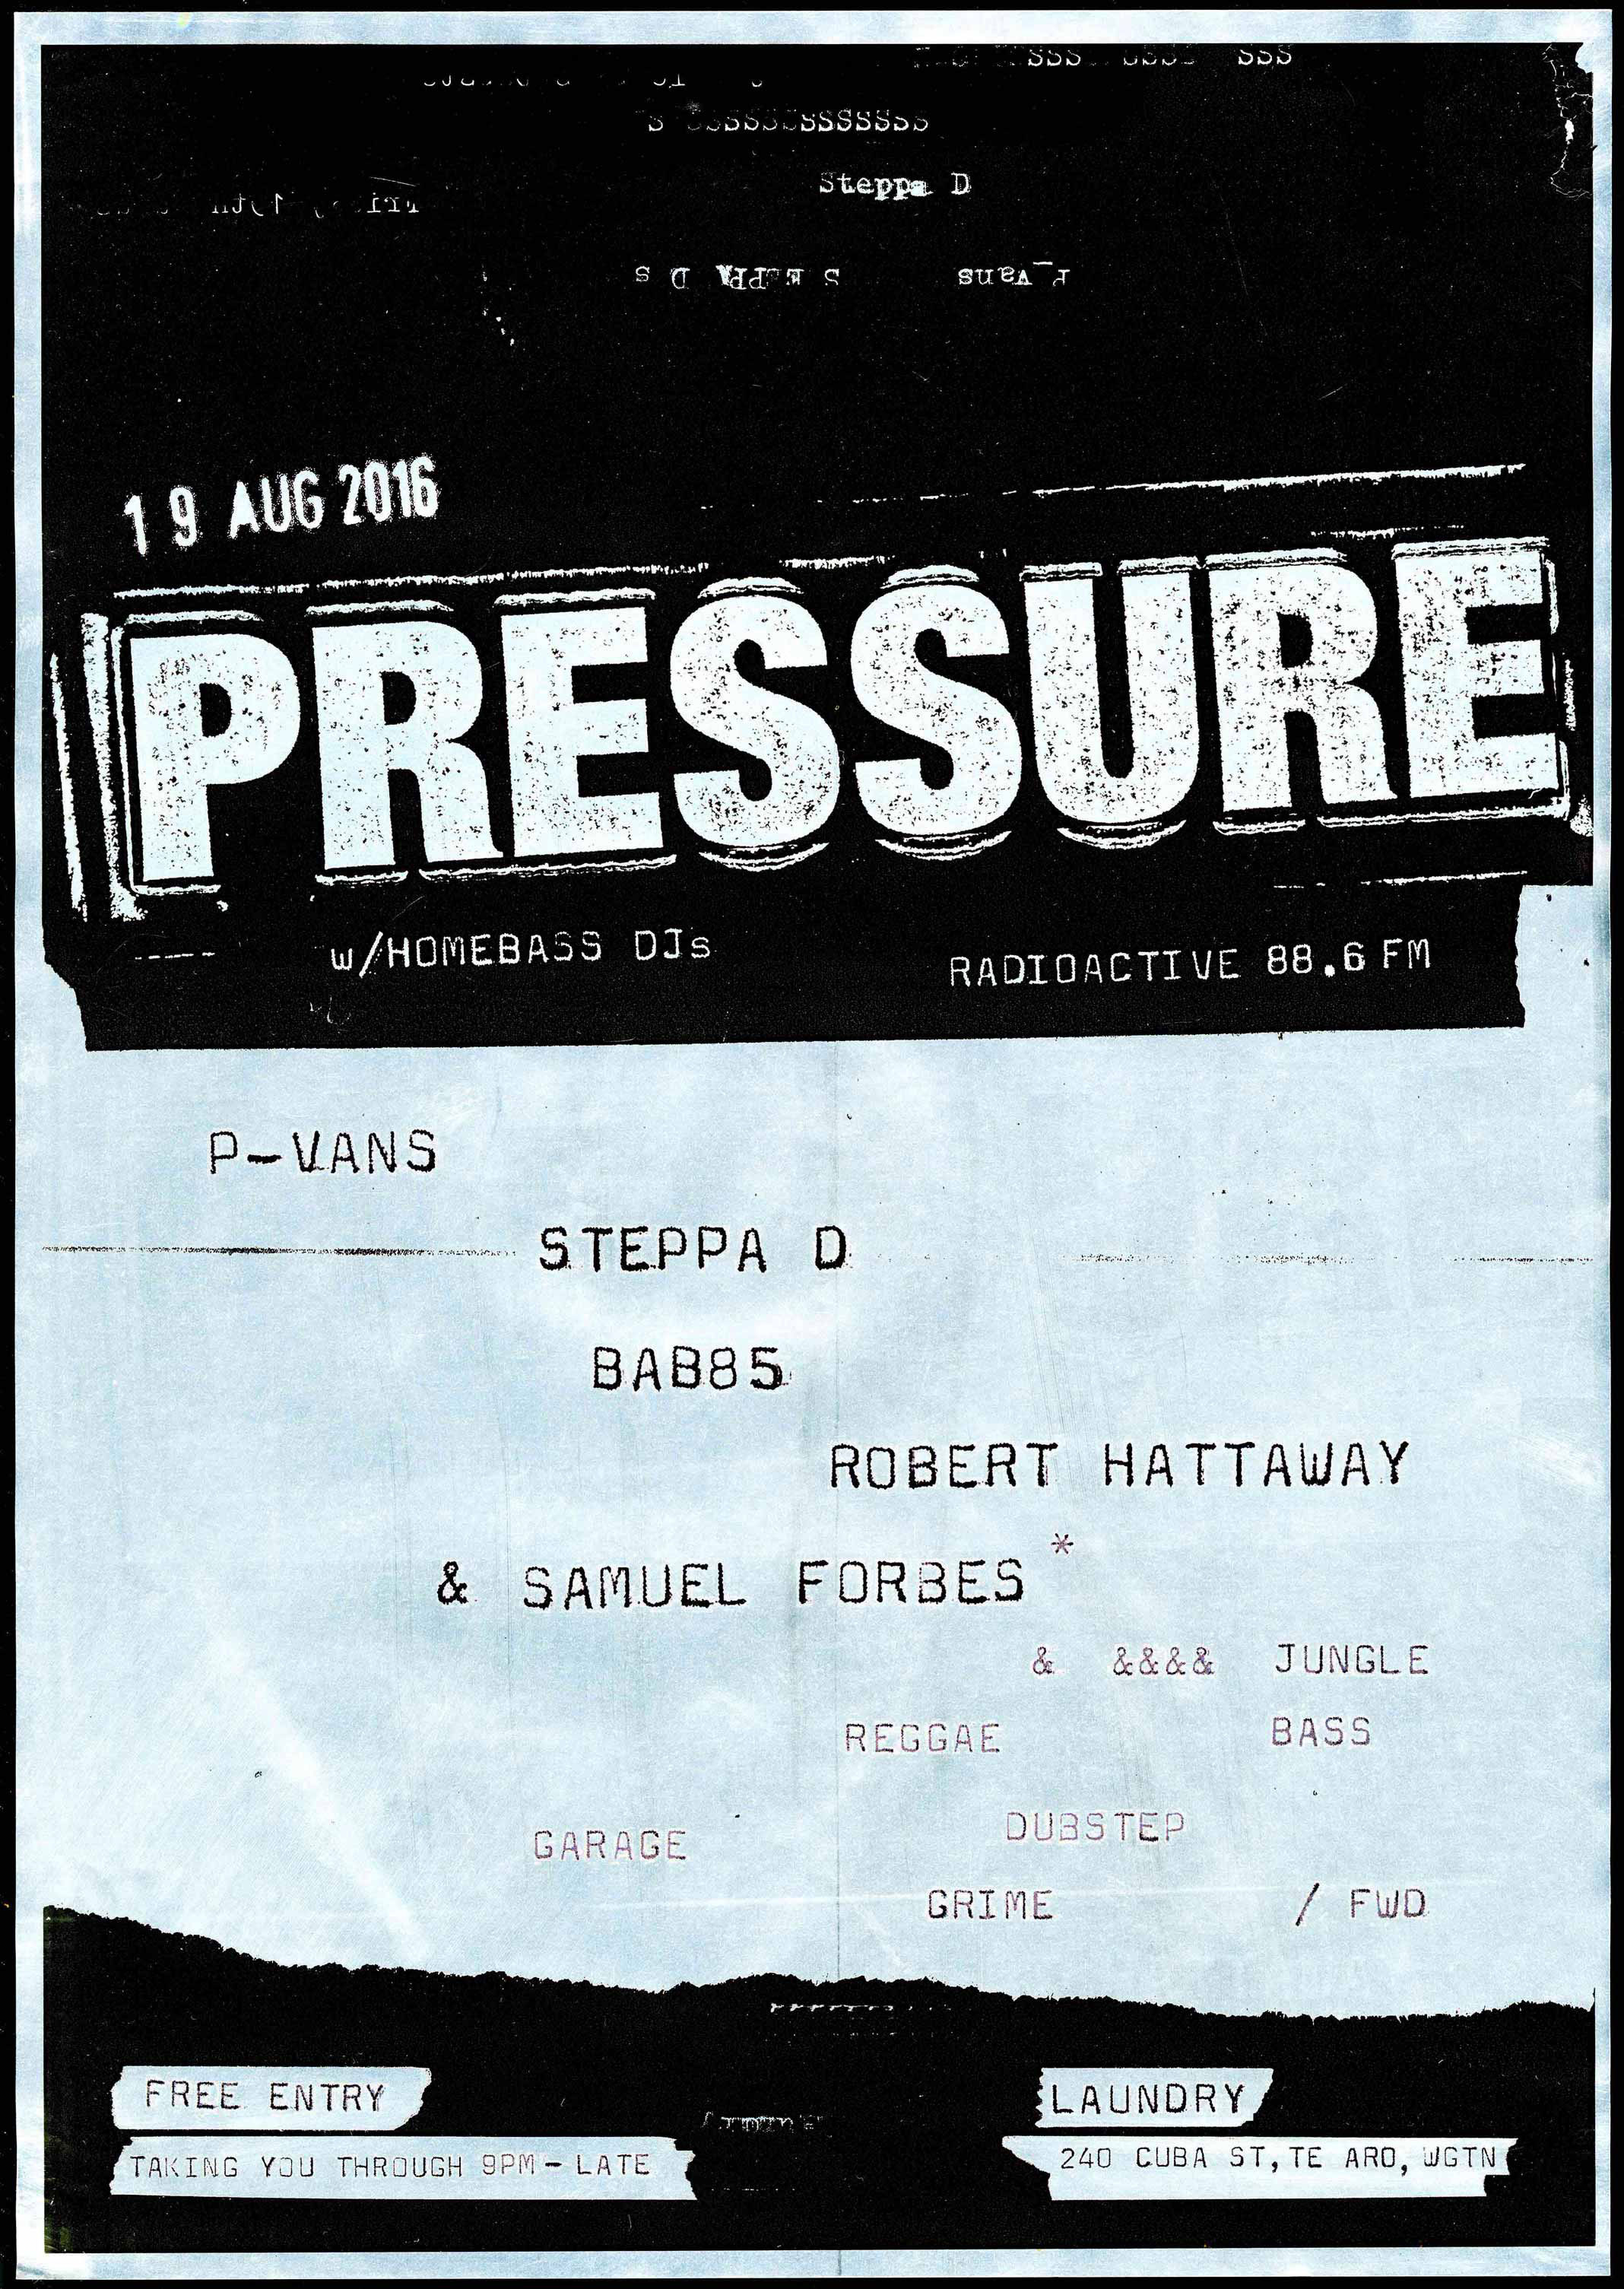 Steppa D
P_vans S EPPA D s
19 AUG 2016
PRESSURE
w/HOMEBASS DJs
RADIOACTIVE 88.6 FM
P-VANS
STEPPA D
BAB85
ROBERT HATTAWAY
& SAMUEL FORBES*
& &&&& JUNGLE
REGGAE BASS
DUBSTEP
GARAGE
GRIME / FWD
FREE ENTRY
TAKING YOU THROUGH 9PM - LATE
LAUNDRY
240 CUBA ST, TE ARO, WGTN